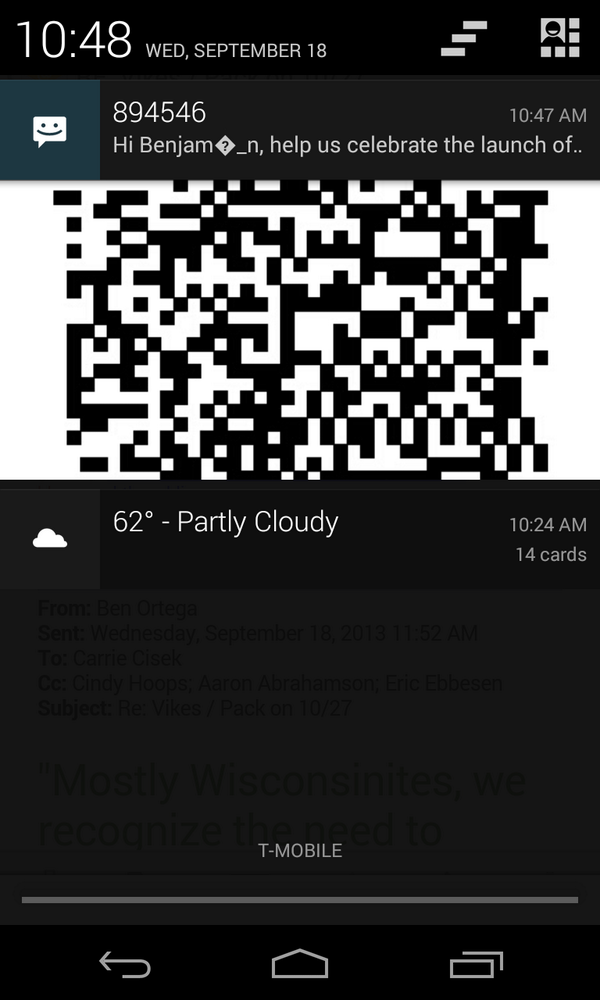 10:48 WED, SEPTEMBER 18
894546 10:47 AM
Hi Benjam�_n, help us celebrate the launch of..
62° - Partly Cloudy 10:24 AM
14 cards
From: Ben Ortega
Sent: Wednesday, September 18, 2013 11:52 AM
To: Carrie Cisek
Cc: Cindy Hoops; Aaron Abrahamson; Eric Ebbesen
Subject: Re: Vikes / Pack on 10/27
"Mostly Wisconsinites, we
recognize the need to
T-MOBILE